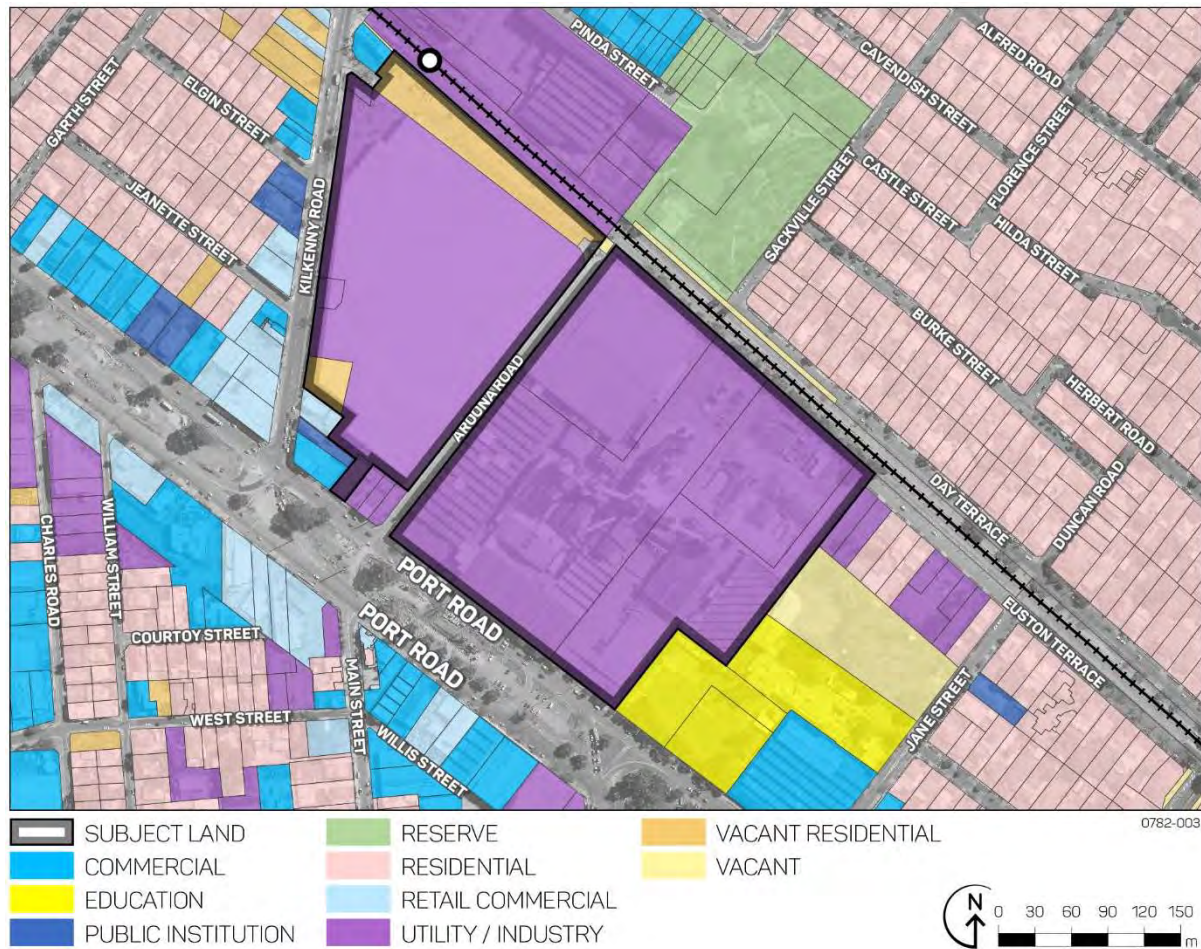 PINDA STREET
ALFRED ROAD
CAVENDISH STREET
GARTH STREET
ELGIN STREET
FLORENCE STREET
CASTLE STREET
JEANETTE STREET
KILKENNY ROAD
SACKVILLE STREET
HILDA STREET
BURKE STREET
ARUUNA ROAD
HERBERT ROAD
DAY TERRACE
DUNCAN ROAD
CHARLES ROAD
WILLIAM STREET
PORT ROAD
PORT ROAD
EUSTON TERRACE
COURTOY STREET
MAIN STREET
WEST STREET
WILLIS STREET
JANE STREET
SUBJECT LAND
COMMERCIAL
EDUCATION
PUBLIC INSTITUTION
RESERVE
RESIDENTIAL
RETAIL COMMERCIAL
UTILITY / INDUSTRY
VACANT RESIDENTIAL
VACANT
0782-003
N
0 30 60 90 120 150
m